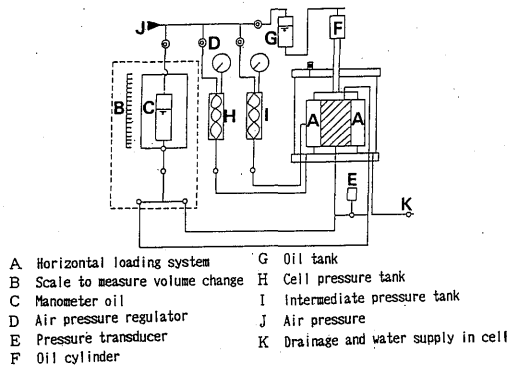 J
D
G
F
B
C
H
I
A
A
E
K
A Horizontal loading system
B Scale to measure volume change
C Manometer oil
D Air pressure regulator
E Pressure transducer
F Oil cylinder
G Oil tank
H Cell pressure tank
I Intermediate pressure tank
J Air pressure
K Drainage and water supply in cell